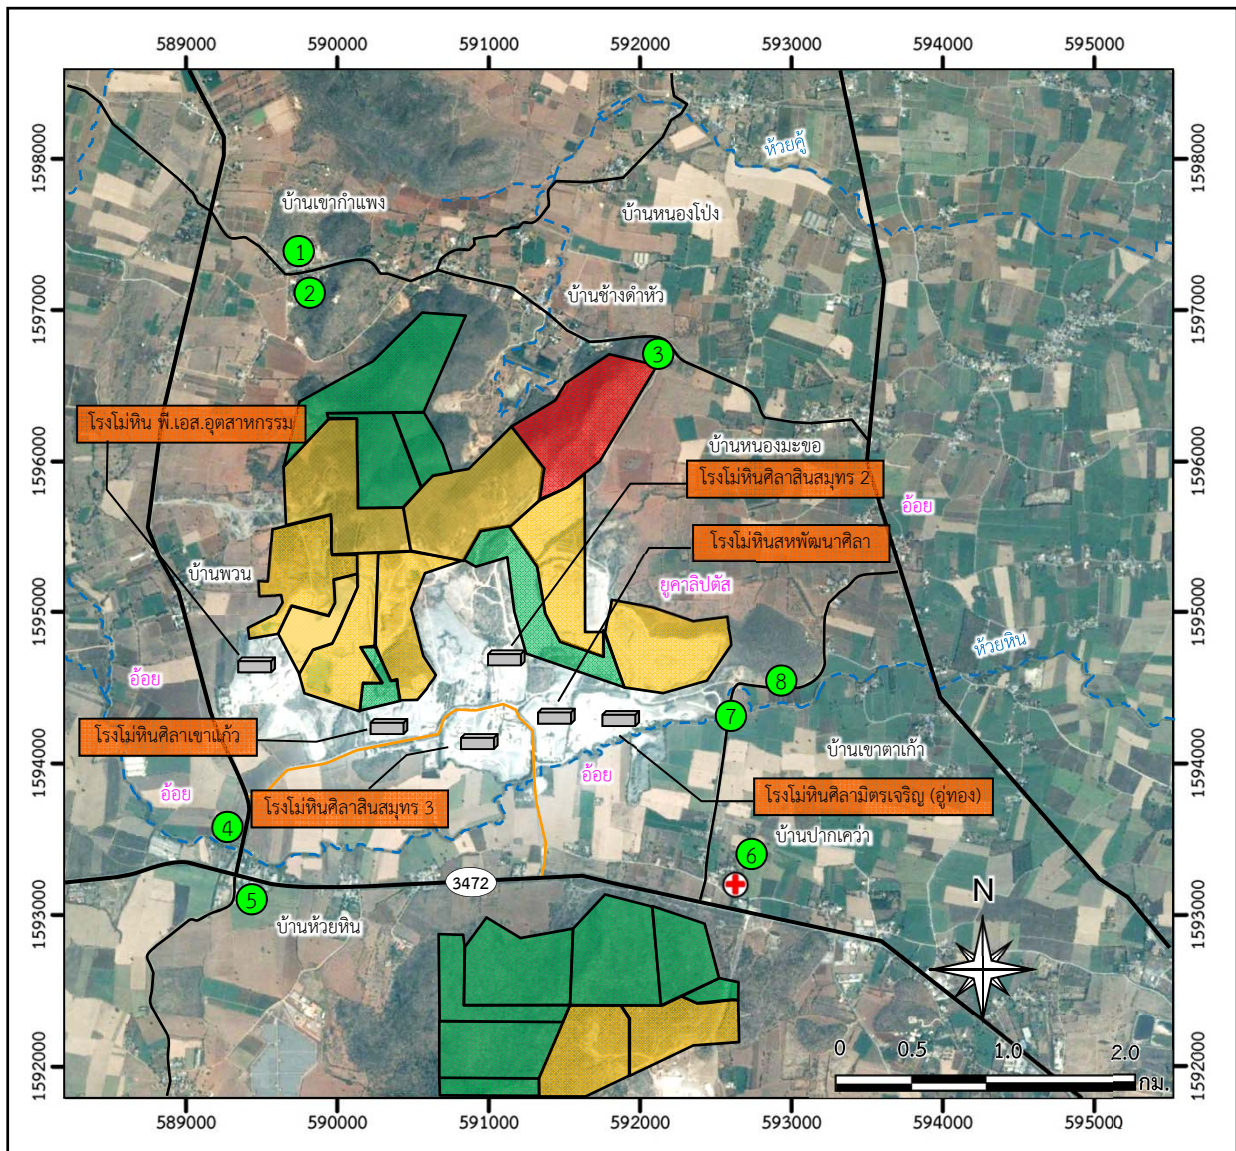 589000 590000 591000 592000 593000 594000 595000
1598000 1598000
ห้วยคู้
บ้านเขากำแพง
บ้านหนองโป่ง
1
2
บ้านช้างดำหัว
1597000 1597000
3
โรงโม่หิน พี.เอส.อุตสาหกรรม
บ้านหนองมะขอ
1596000 1596000
โรงโม่หินศิลาสินสมุทร 2
อ้อย
โรงโม่หินสหพัฒนาศิลา
บ้านพวน
ยูคาลิปตัส
1595000 1595000
ห้วยหิน
อ้อย
8
7
โรงโม่หินศิลาเขาแก้ว
บ้านเขาตาเก้า
1594000 1594000
อ้อย
อ้อย
โรงโม่หินศิลาสินสมุทร 3
โรงโม่หินศิลามิตรเจริญ (อู่ทอง)
4
บ้านปากเคว่า
6
3472
5
บ้านห้วยหิน
N
1593000 1593000
0 0.5 1.0 2.0
กม.
1592000 1592000
589000 590000 591000 592000 593000 594000 595000